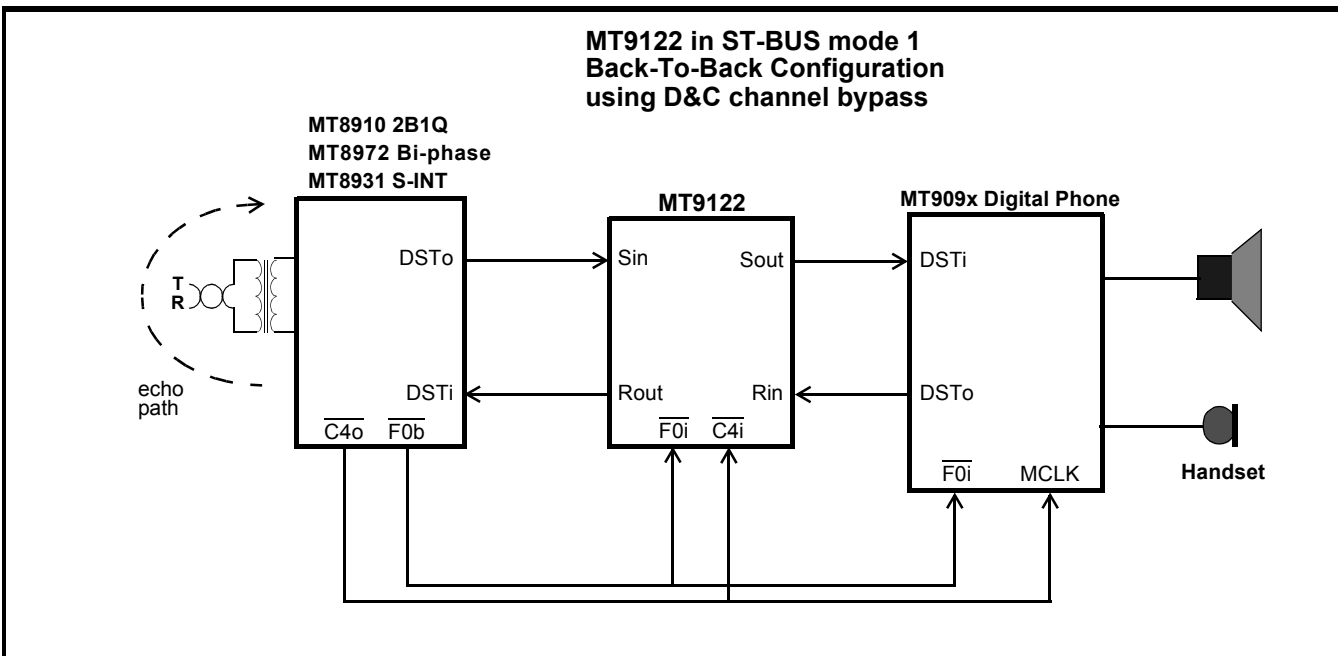 MT9122 in ST-BUS mode 1
Back-To-Back Configuration
using D&C channel bypass
MT8910 2B1Q
MT8972 Bi-phase
MT8931 S-INT
MT9122
MT909x Digital Phone
DSTo
Sin
Sout
DSTi
T
R
echo
path
DSTi
Rout
Rin
DSTo
C4o
F0b
F0i
C4i
F0i
MCLK
Handset